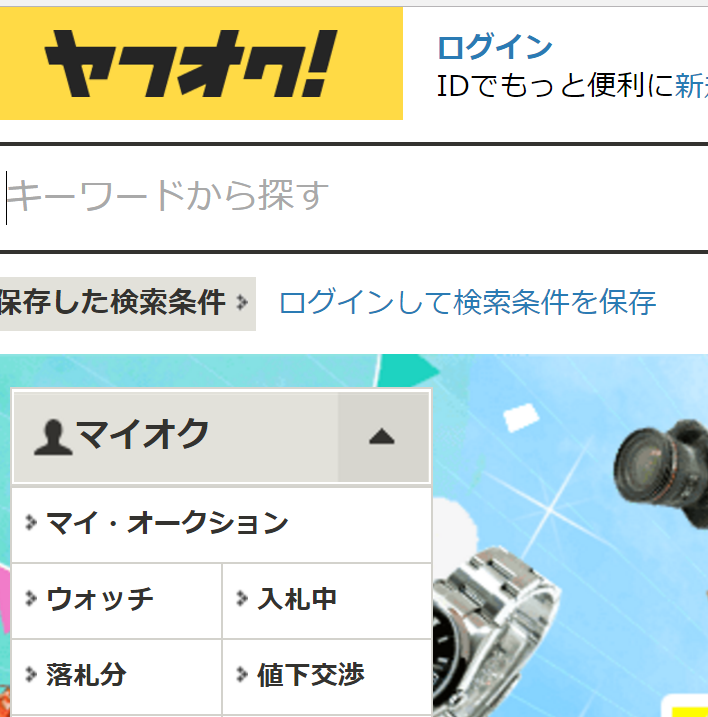 ヤフオク!
ログイン
IDでもっと便利に新規
キーワードから探す
保存した検索条件
ログインして検索条件を保存
マイオク
マイ・オークション
ウォッチ
入札中
落札分
値下交渉